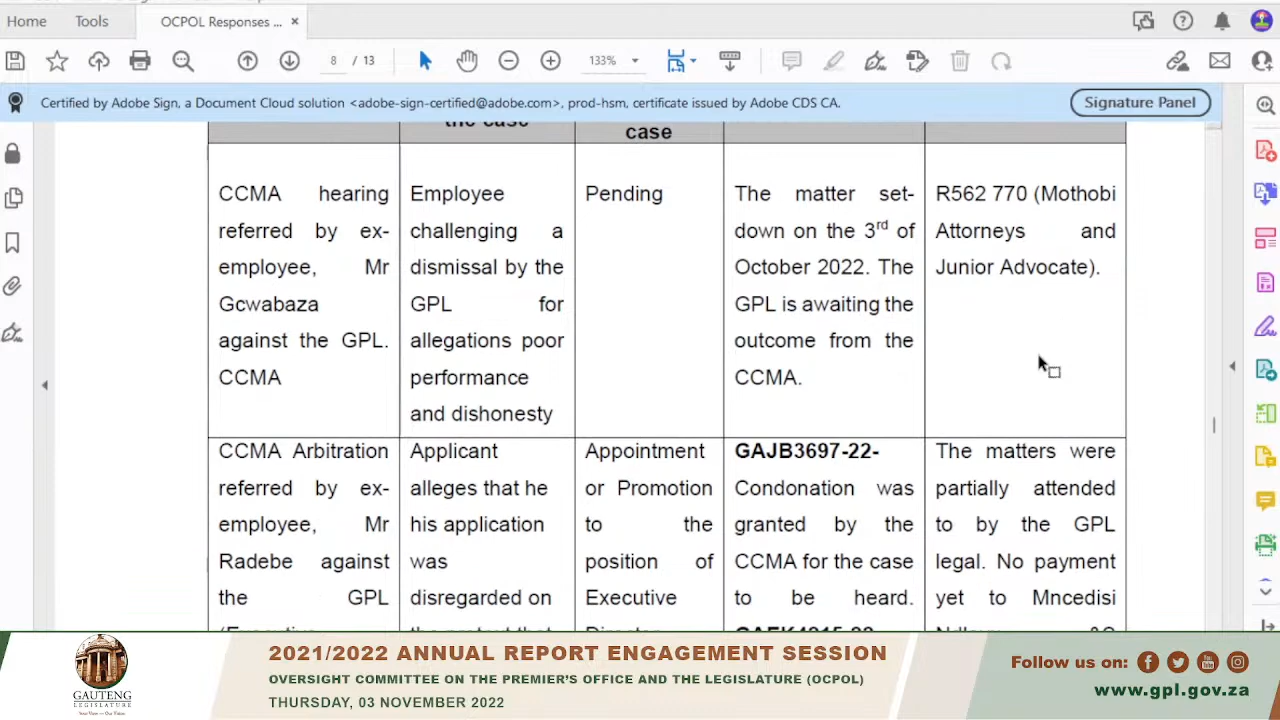 Home
Tools
OCPOL Responses ...
8 / 13
133%
Certified by Adobe Sign, a Document Cloud solution <adobe-sign-certified@adobe.com>, prod-hsm, certificate issued by Adobe CDS CA.
Signature Panel
the case
case
CCMA hearing
referred by ex-
employee, Mr
Gcwabaza
against the GPL.
CCMA
Employee
challenging a
dismissal by the
GPL for
allegations poor
performance
and dishonesty
Pending
The matter set-
down on the 3rd of
October 2022. The
GPL is awaiting the
outcome from the
CCMA.
R562 770 (Mothobi
Attorneys and
Junior Advocate).
CCMA Arbitration
referred by ex-
employee, Mr
Radebe against
the GPL
Applicant
alleges that he
his application
was
disregarded on
Appointment
or Promotion
to the
position of
Executive
GAJB3697-22-
Condonation was
granted by the
CCMA for the case
to be heard.
The matters were
partially attended
to by the GPL
legal. No payment
yet to Mncedisi
GAUTENG
LEGISLATURE
2021/2022 ANNUAL REPORT ENGAGEMENT SESSION
OVERSIGHT COMMITTEE ON THE PREMIER'S OFFICE AND THE LEGISLATURE (OCPOL)
THURSDAY, 03 NOVEMBER 2022
Follow us on:
www.gpl.gov.za